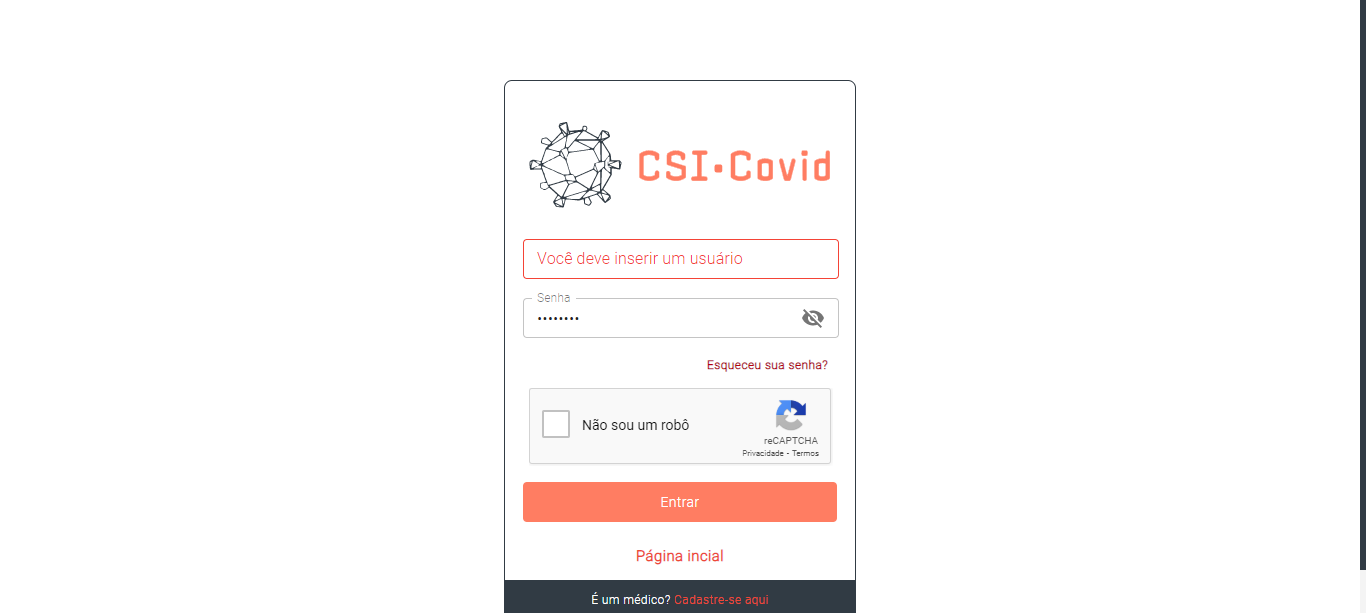 CSI·Covid
Você deve inserir um usuário
Senha
••••••••
Esqueceu sua senha?
Não sou um robô
reCAPTCHA
Privacidade - Termos
Entrar
Página incial
É um médico? Cadastre-se aqui